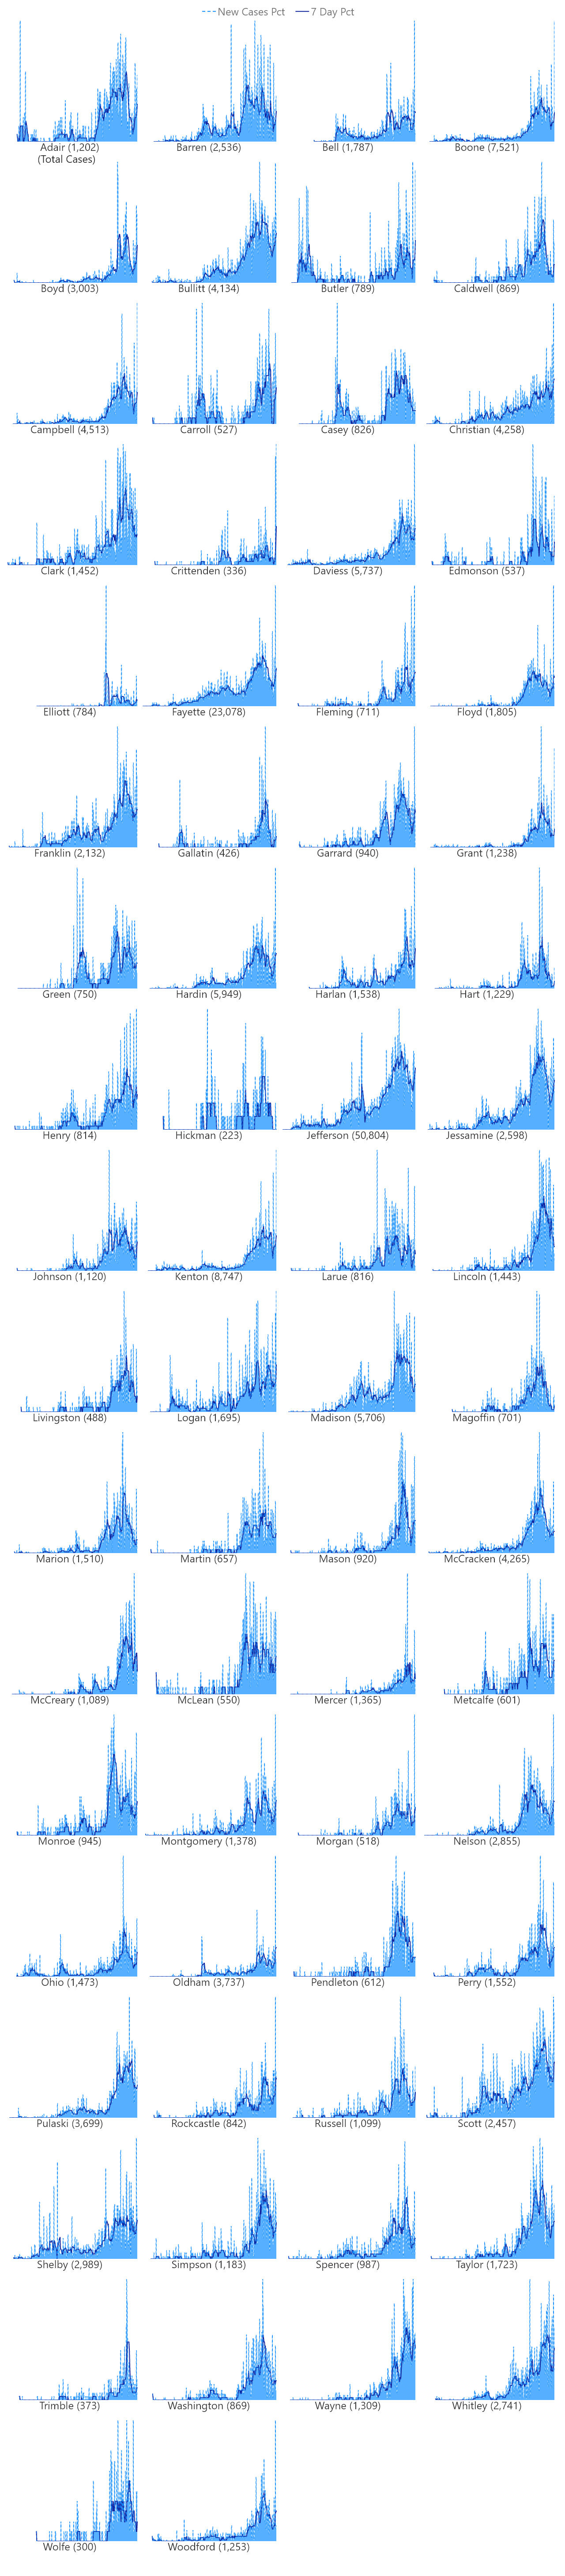 New Cases Pct 7 Day Pct
Adair (1,202) Barren (2,536) Bell (1,787) Boone (7,521)
(Total Cases)
Boyd (3,003) Bullitt (4,134) Butler (789) Caldwell (869)
Campbell (4,513) Carroll (527) Casey (826) Christian (4,258)
Clark (1,452) Crittenden (336) Daviess (5,737) Edmonson (537)
Elliott (784) Fayette (23,078) Fleming (711) Floyd (1,805)
Franklin (2,132) Gallatin (426) Garrard (940) Grant (1,238)
Green (750) Hardin (5,949) Harlan (1,538) Hart (1,229)
Henry (814) Hickman (223) Jefferson (50,804) Jessamine (2,598)
Johnson (1,120) Kenton (8,747) Larue (816) Lincoln (1,443)
Livingston (488) Logan (1,695) Madison (5,706) Magoffin (701)
Marion (1,510) Martin (657) Mason (920) McCracken (4,265)
McCreary (1,089) McLean (550) Mercer (1,365) Metcalfe (601)
Monroe (945) Montgomery (1,378) Morgan (518) Nelson (2,855)
Ohio (1,473) Oldham (3,737) Pendleton (612) Perry (1,552)
Pulaski (3,699) Rockcastle (842) Russell (1,099) Scott (2,457)
Shelby (2,989) Simpson (1,183) Spencer (987) Taylor (1,723)
Trimble (373) Washington (869) Wayne (1,309) Whitley (2,741)
Wolfe (300) Woodford (1,253)